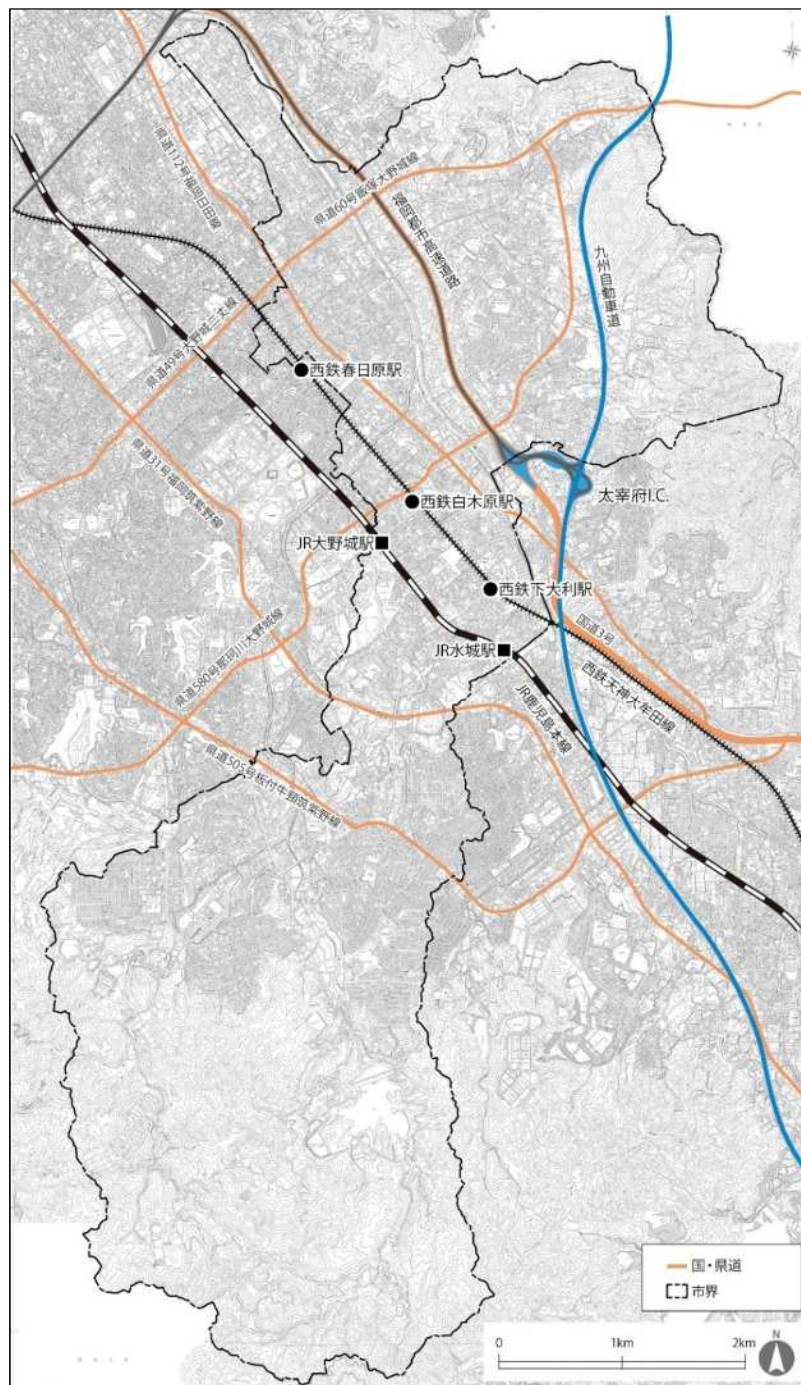 県道112号福岡日田線
県道60号飯塚大野城線
福岡都市高速道路
九州自動車道
県道49号大野城二丈線
西鉄春日原駅
県道31号福岡筑紫野線
太宰府I.C.
西鉄白木原駅
JR大野城駅
西鉄下大利駅
国道3号
JR水城駅
県道580号那珂川大野城線
西鉄天神大牟田線
JR鹿児島本線
県道505号板付牛頸筑紫野線
国・県道
市界
0 1km 2km
N